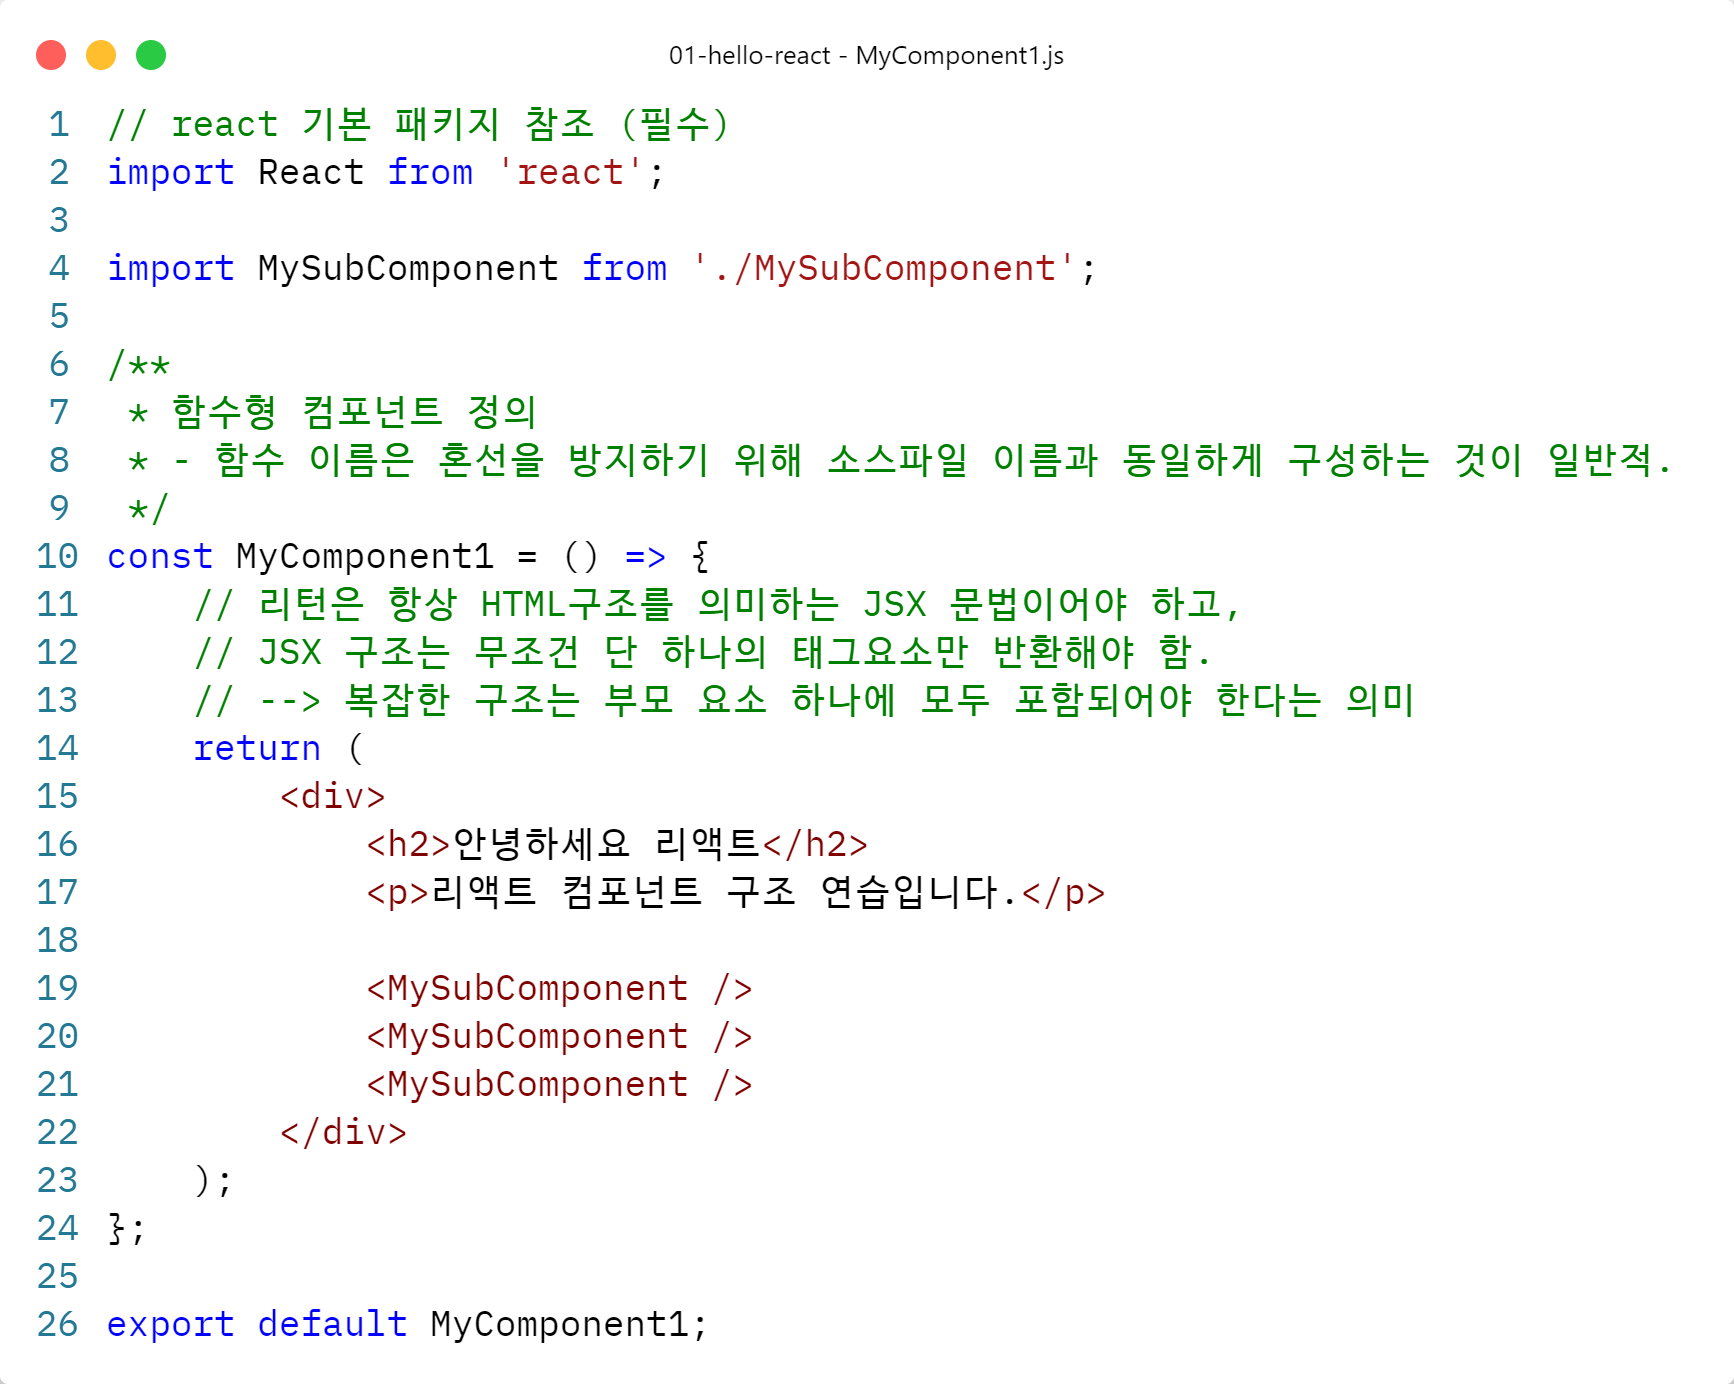 01-hello-react - MyComponent1.js
1 // react 기본 패키지 참조 (필수)
2 import React from 'react';
3
4 import MySubComponent from './MySubComponent';
5
6 /**
7  * 함수형 컴포넌트 정의
8  * - 함수 이름은 혼선을 방지하기 위해 소스파일 이름과 동일하게 구성하는 것이 일반적.
9  */
10 const MyComponent1 = () => {
11     // 리턴은 항상 HTML구조를 의미하는 JSX 문법이어야 하고,
12     // JSX 구조는 무조건 단 하나의 태그요소만 반환해야 함.
13     // --> 복잡한 구조는 부모 요소 하나에 모두 포함되어야 한다는 의미
14     return (
15         <div>
16             <h2>안녕하세요 리액트</h2>
17             <p>리액트 컴포넌트 구조 연습입니다.</p>
18
19             <MySubComponent />
20             <MySubComponent />
21             <MySubComponent />
22         </div>
23     );
24 };
25
26 export default MyComponent1;